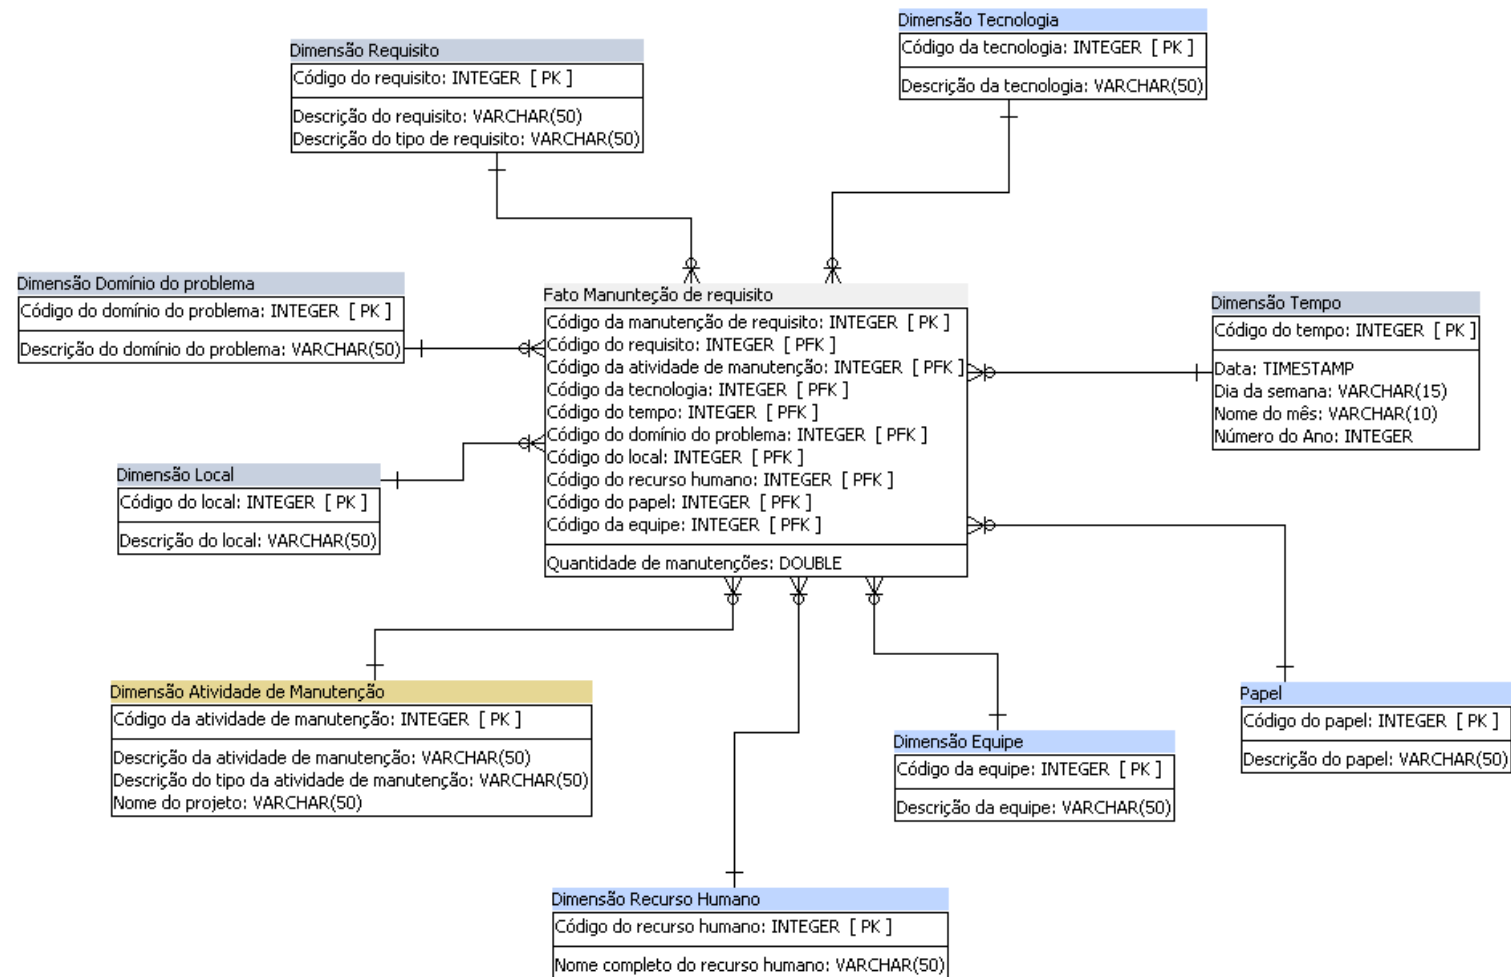 Dimensão Tecnologia
Código da tecnologia: INTEGER [ PK ]
Descrição da tecnologia: VARCHAR(50)
Dimensão Requisito
Código do requisito: INTEGER [ PK ]
Descrição do requisito: VARCHAR(50)
Descrição do tipo de requisito: VARCHAR(50)
Dimensão Domínio do problema
Código do domínio do problema: INTEGER [ PK ]
Descrição do domínio do problema: VARCHAR(50)
Fato Manunteção de requisito
Código da manutenção de requisito: INTEGER [ PK ]
Código do requisito: INTEGER [ PFK ]
Código da atividade de manutenção: INTEGER [ PFK ]
Código da tecnologia: INTEGER [ PFK ]
Código do tempo: INTEGER [ PFK ]
Código do domínio do problema: INTEGER [ PFK ]
Código do local: INTEGER [ PFK ]
Código do recurso humano: INTEGER [ PFK ]
Código do papel: INTEGER [ PFK ]
Código da equipe: INTEGER [ PFK ]
Quantidade de manutenções: DOUBLE
Dimensão Tempo
Código do tempo: INTEGER [ PK ]
Data: TIMESTAMP
Dia da semana: VARCHAR(15)
Nome do mês: VARCHAR(10)
Número do Ano: INTEGER
Dimensão Local
Código do local: INTEGER [ PK ]
Descrição do local: VARCHAR(50)
Dimensão Atividade de Manutenção
Código da atividade de manutenção: INTEGER [ PK ]
Descrição da atividade de manutenção: VARCHAR(50)
Descrição do tipo da atividade de manutenção: VARCHAR(50)
Nome do projeto: VARCHAR(50)
Dimensão Equipe
Código da equipe: INTEGER [ PK ]
Descrição da equipe: VARCHAR(50)
Papel
Código do papel: INTEGER [ PK ]
Descrição do papel: VARCHAR(50)
Dimensão Recurso Humano
Código do recurso humano: INTEGER [ PK ]
Nome completo do recurso humano: VARCHAR(50)